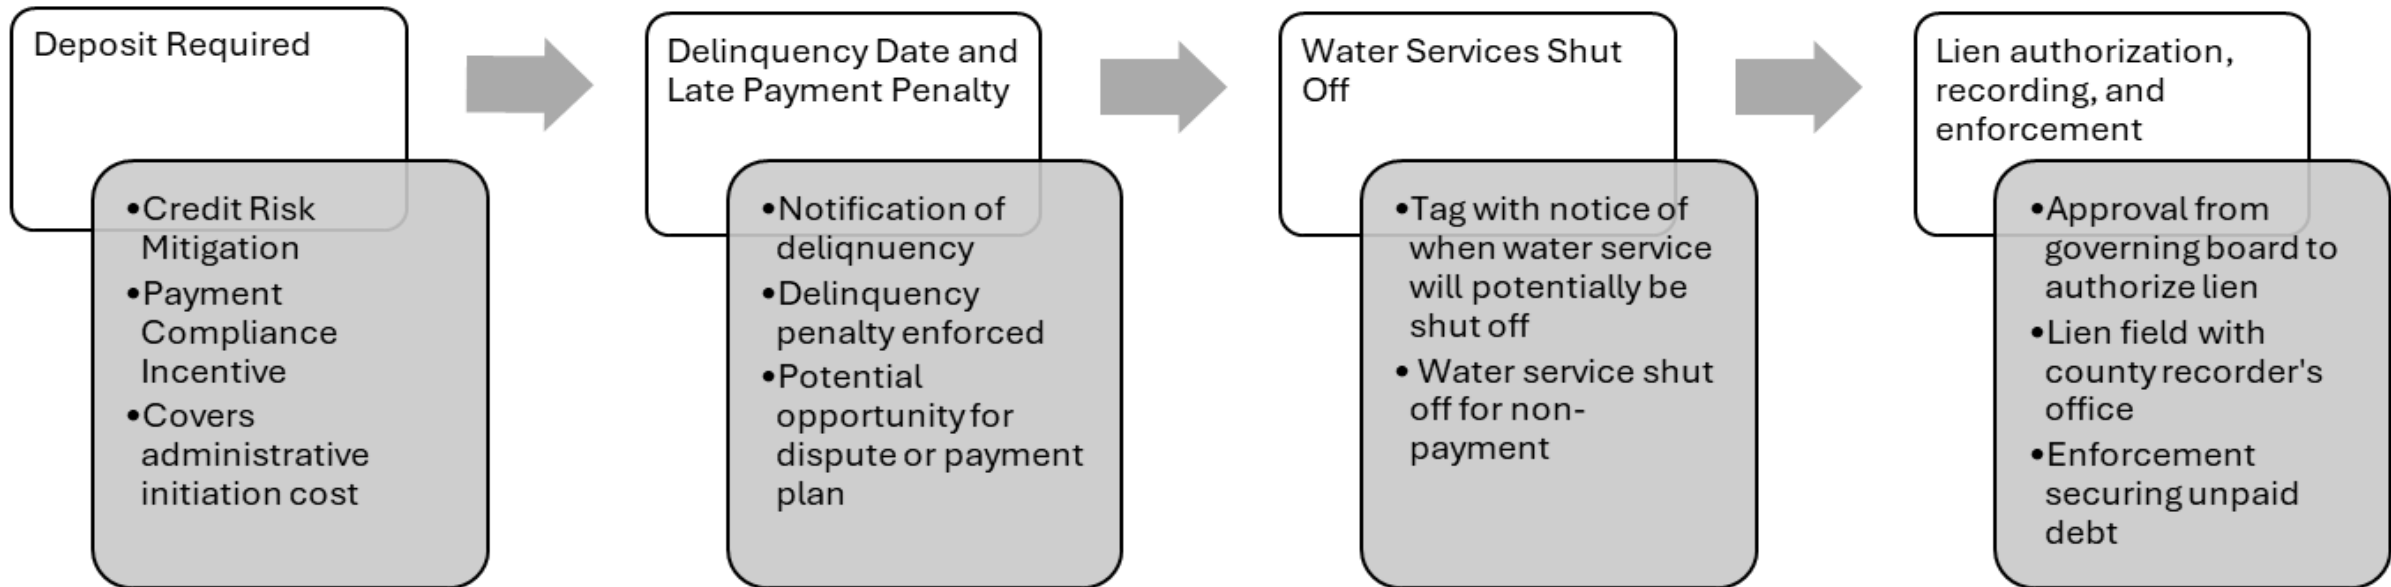 Deposit Required
•Credit Risk
Mitigation
•Payment
Compliance
Incentive
•Covers
administrative
initiation cost
Delinquency Date and
Late Payment Penalty
•Notification of
deliqnuency
•Delinquency
penalty enforced
•Potential
opportunity for
dispute or payment
plan
Water Services Shut
Off
•Tag with notice of
when water service
will potentially be
shut off
• Water service shut
off for non-
payment
Lien authorization,
recording, and
enforcement
•Approval from
governing board to
authorize lien
•Lien field with
county recorder's
office
•Enforcement
securing unpaid
debt